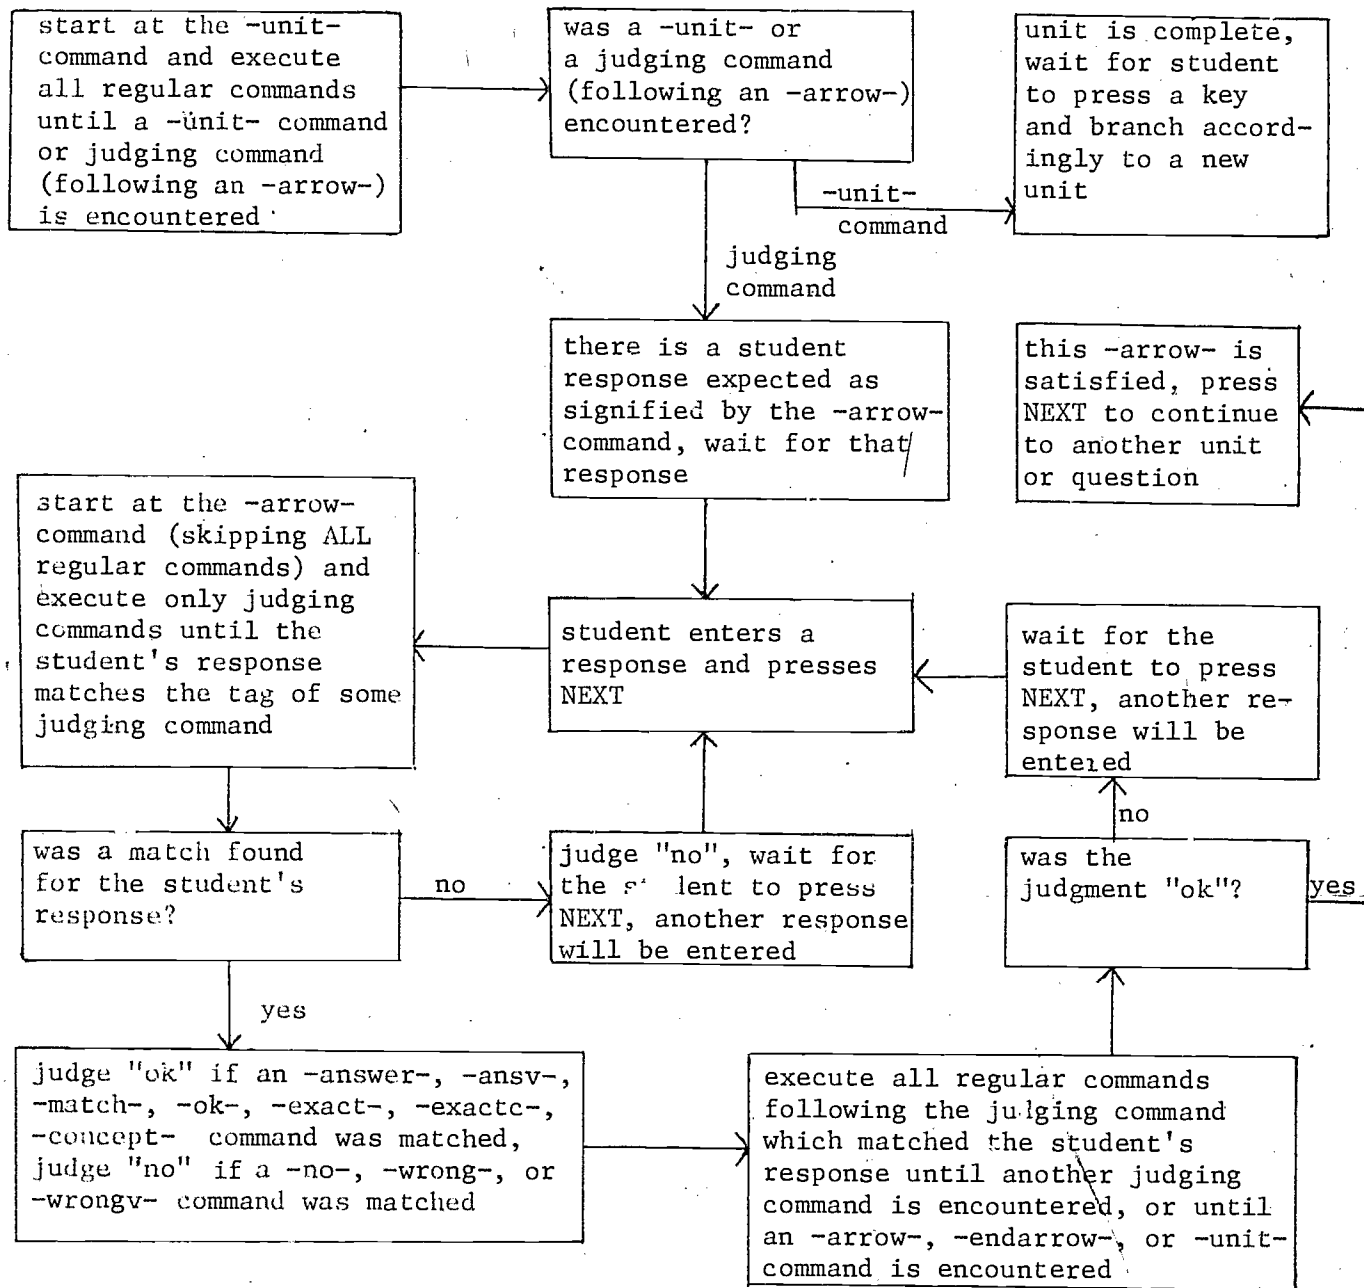 start at the -unit-
command and execute
all regular commands
until a -unit- command
or judging command
(following an -arrow-)
is encountered
was a -unit- or
a judging command
(following an -arrow-)
encountered?
unit is complete,
wait for student
to press a key
and branch accord-
ingly to a new
unit
-unit-
command
judging
command
there is a student
response expected as
signified by the -arrow-
command, wait for that
response
this -arrow- is
satisfied, press
NEXT to continue
to another unit
or question
start at the -arrow-
command (skipping ALL
regular commands) and
execute only judging
commands until the
student's response
matches the tag of some
judging command
student enters a
response and presses
NEXT
wait for the
student to press
NEXT, another re-
sponse will be
entered
no
was a match found
for the student's
response?
no
judge "no", wait for
the to press
NEXT, another response
will be entered
was the
judgment "ok"?
yes
yes
judge "ok" if an -answer-, -ansv-,
-match-, -ok-, -exact-, -exactc-,
-concept- command was matched,
judge "no" if a -no-, -wrong-, or
-wrongv- command was matched
execute all regular commands
following the judging command
which matched the student's
response until another judging
command is encountered, or until
an -arrow-, -endarrow-, or -unit-
command is encountered